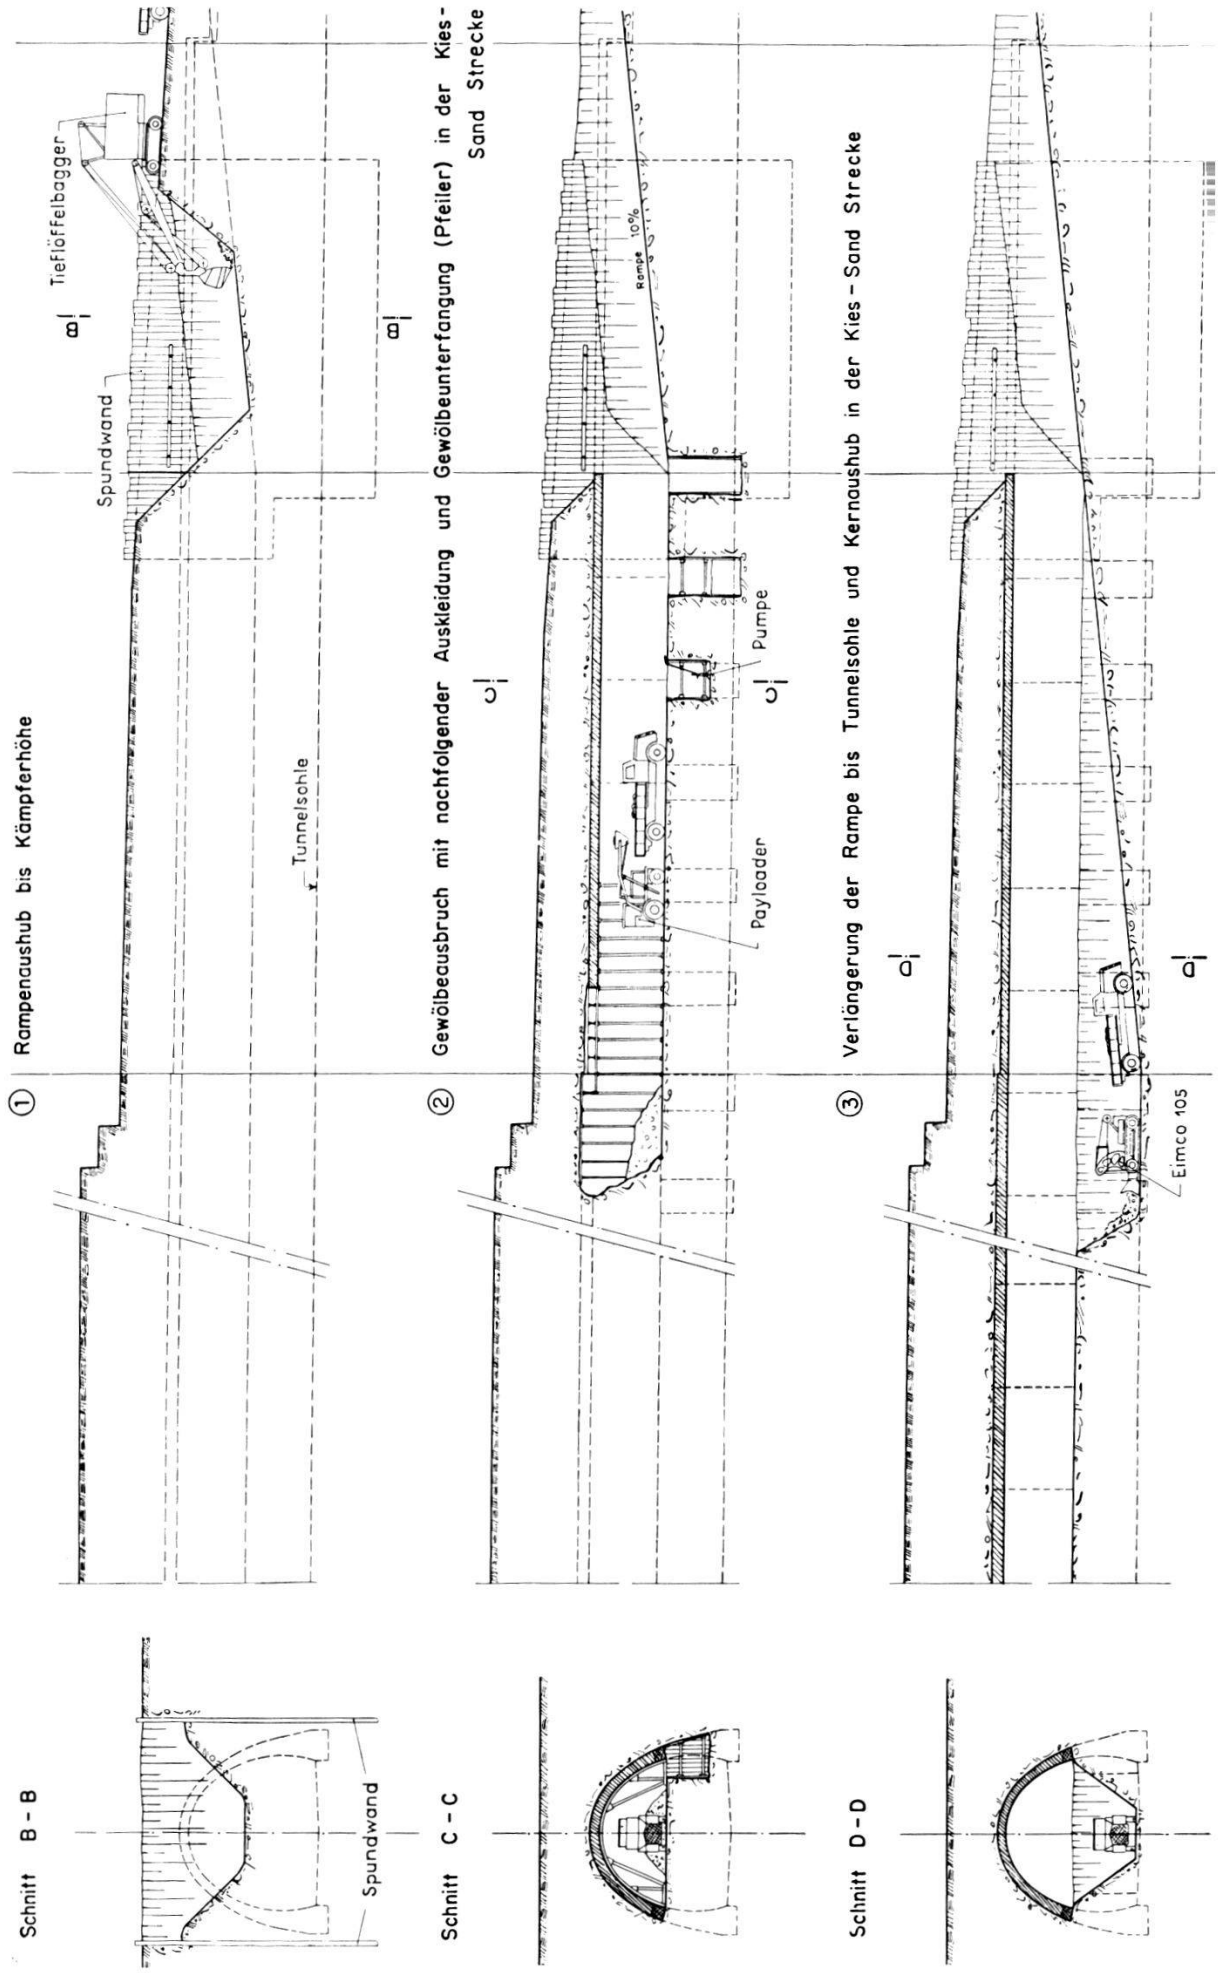 ① Rampenaushub bis Kämpferhöhe
Tieflöffelbagger
Spundwand
B
B
Tunnelsohle
② Gewölbeausbruch mit nachfolgender Auskleidung und Gewölbeunterfangung (Pfeiler) in der Kies-
Sand Strecke
Rampe 10%
C
C
Pumpe
Payloader
③ Verlängerung der Rampe bis Tunnelsohle und Kernaushub in der Kies-Sand Strecke
D
D
Eimco 105
Schnitt B-B
Spundwand
Schnitt C-C
Schnitt D-D